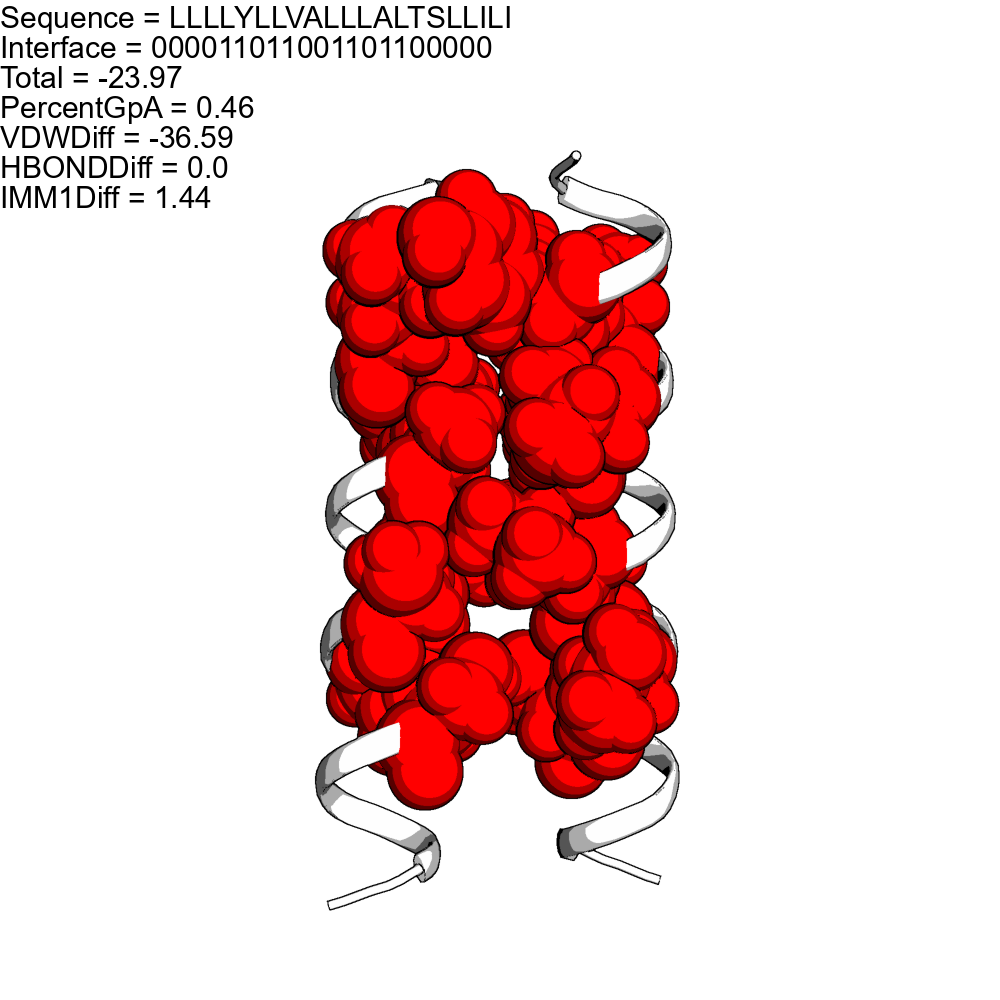 Sequence = LLLLYLLVALLLALTSLLILI
Interface = 000011011001101100000
Total = -23.97
PercentGpA = 0.46
VDWDiff = -36.59
HBONDDiff = 0.0
IMM1Diff = 1.44